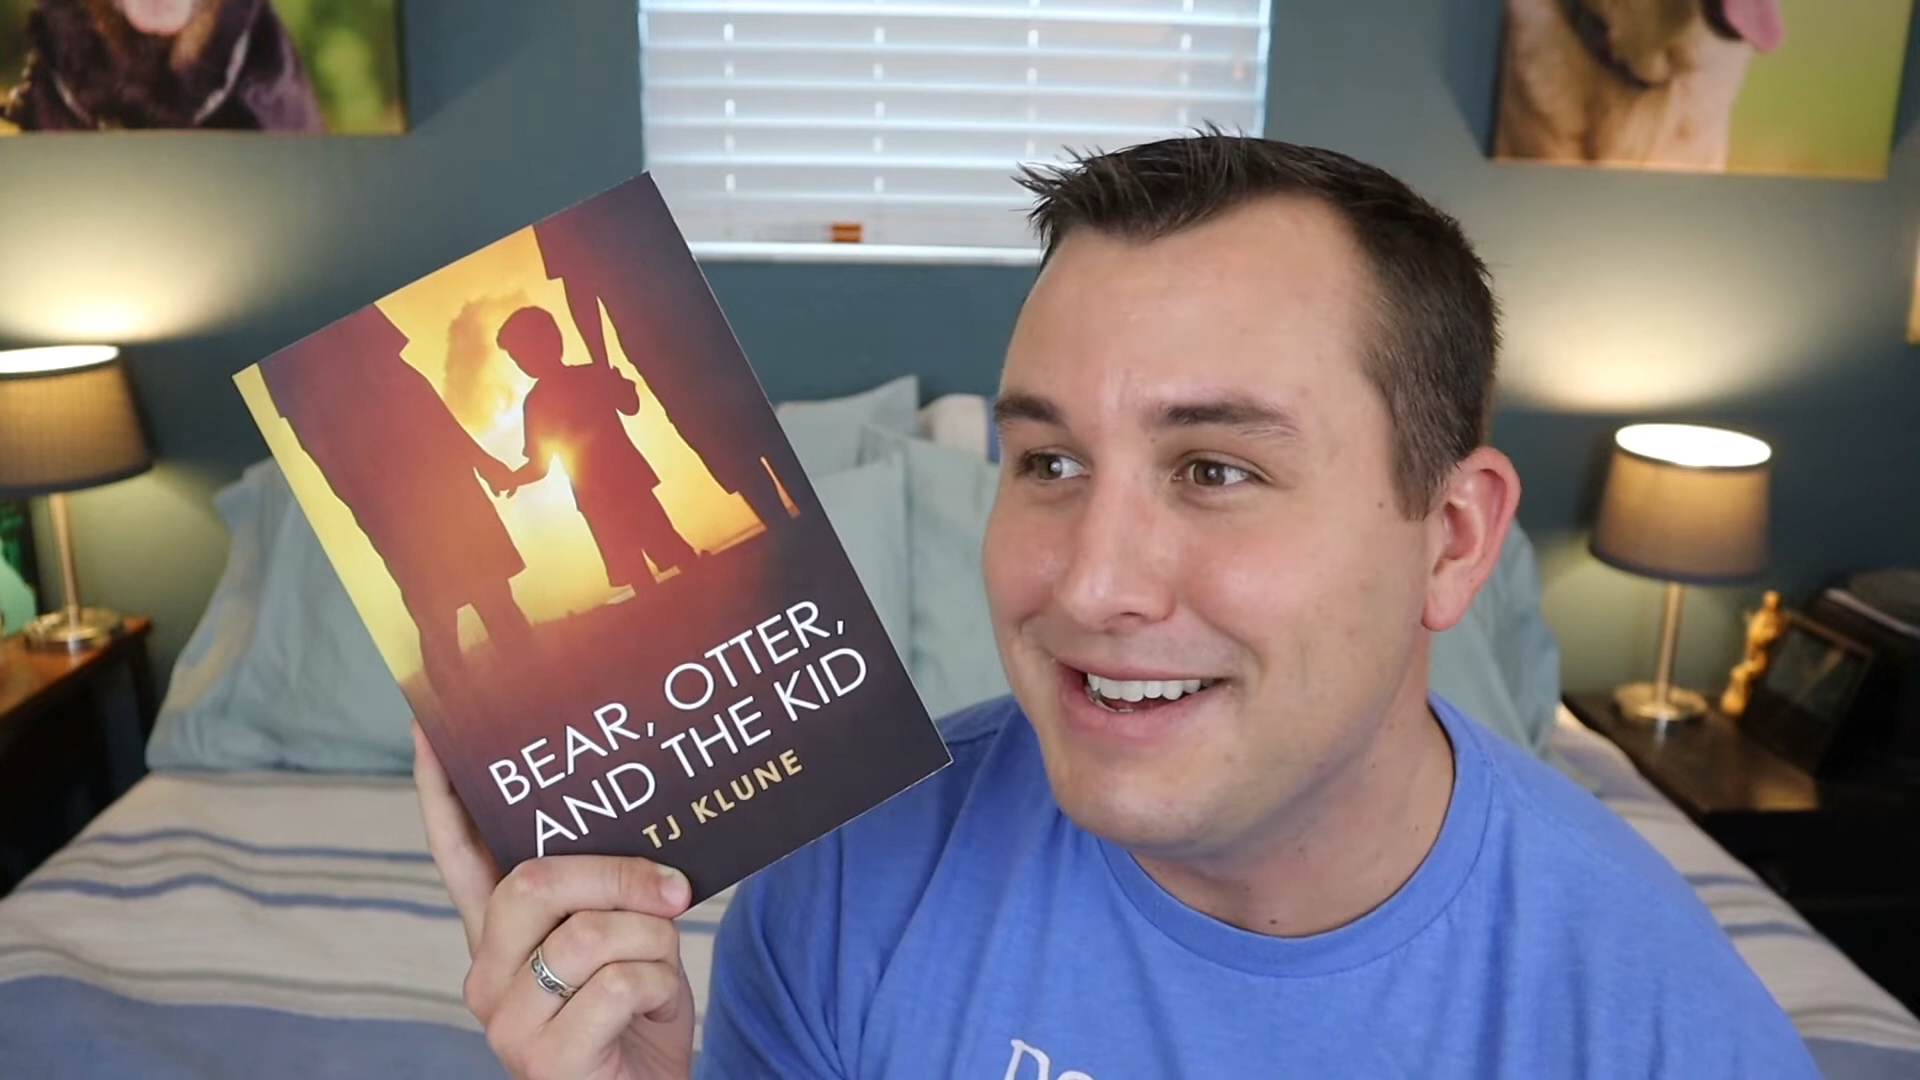 BEAR, OTTER,
AND THE KID
TJ KLUNE